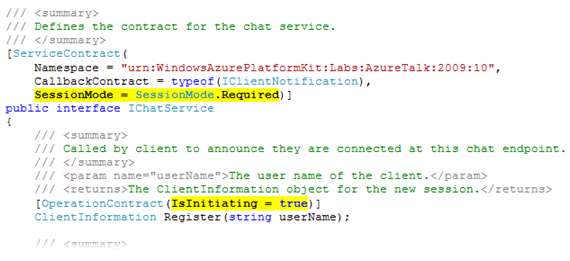 /// <summary>
/// Defines the contract for the chat service.
/// </summary>
[ServiceContract(
    Namespace = "urn:WindowsAzurePlatformKit:Labs:AzureTalk:2009:10",
    CallbackContract = typeof(IClientNotification),
    SessionMode = SessionMode.Required)]
public interface IChatService
{
    /// <summary>
    /// Called by client to announce they are connected at this chat endpoint.
    /// </summary>
    /// <param name="userName">The user name of the client.</param>
    /// <returns>The ClientInformation object for the new session.</returns>
    [OperationContract(IsInitiating = true)]
    ClientInformation Register(string userName);

    /// <summary>